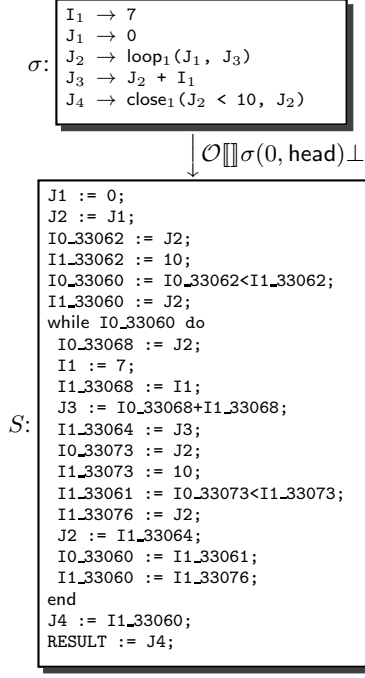 σ:
I₁ → 7
J₁ → 0
J₂ → loop₁(J₁, J₃)
J₃ → J₂ + I₁
J₄ → close₁(J₂ < 10, J₂)
𝒪⟦⟧σ(0, head)⊥
S:
J1 := 0;
J2 := J1;
I0_33062 := J2;
I1_33062 := 10;
I0_33060 := I0_33062<I1_33062;
I1_33060 := J2;
while I0_33060 do
I0_33068 := J2;
I1 := 7;
I1_33068 := I1;
J3 := I0_33068+I1_33068;
I1_33064 := J3;
I0_33073 := J2;
I1_33073 := 10;
I1_33061 := I0_33073<I1_33073;
I1_33076 := J2;
J2 := I1_33064;
I0_33060 := I1_33061;
I1_33060 := I1_33076;
end
J4 := I1_33060;
RESULT := J4;